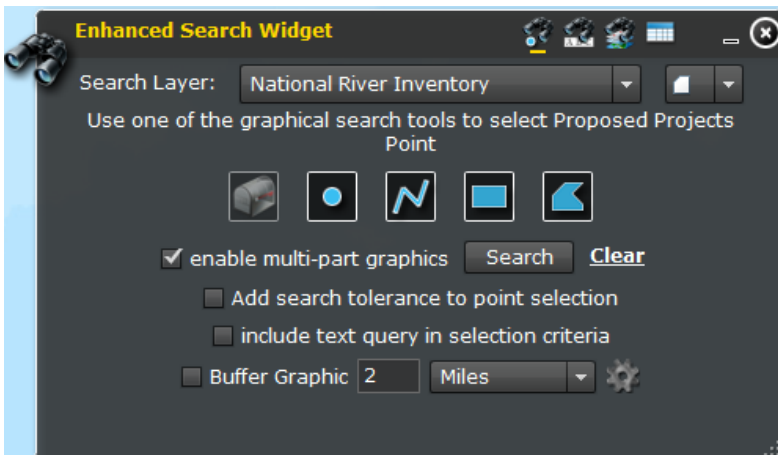 Enhanced Search Widget
Search Layer: National River Inventory
Use one of the graphical search tools to select Proposed Projects
Point
enable multi-part graphics Search Clear
Add search tolerance to point selection
include text query in selection criteria
Buffer Graphic 2 Miles